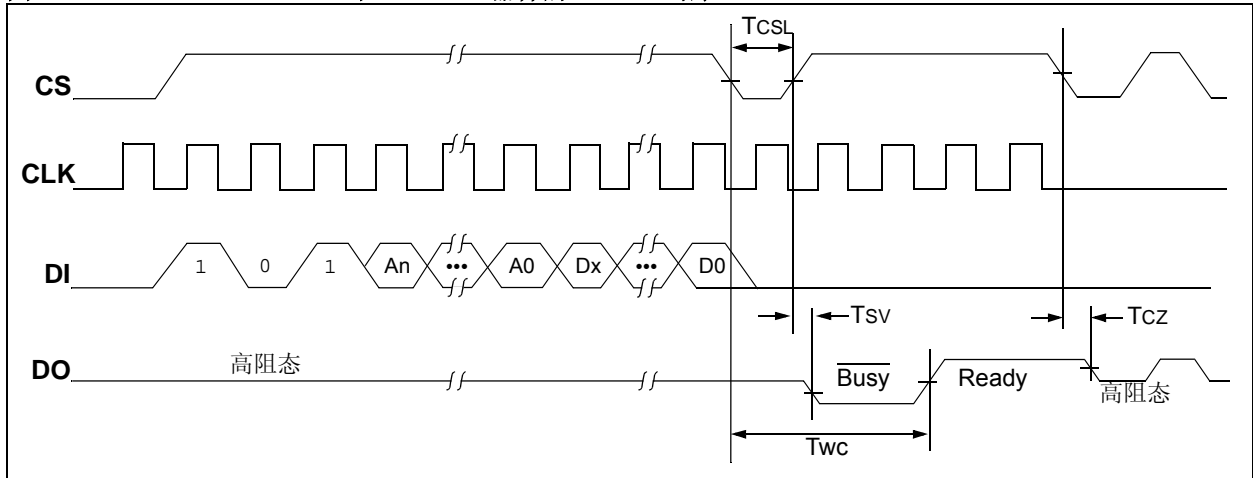 TCSL
CS
CLK
DI
1 0 1 An ••• A0 Dx ••• D0
TSV
TCZ
DO
高阻态
Busy
Ready
高阻态
TWC